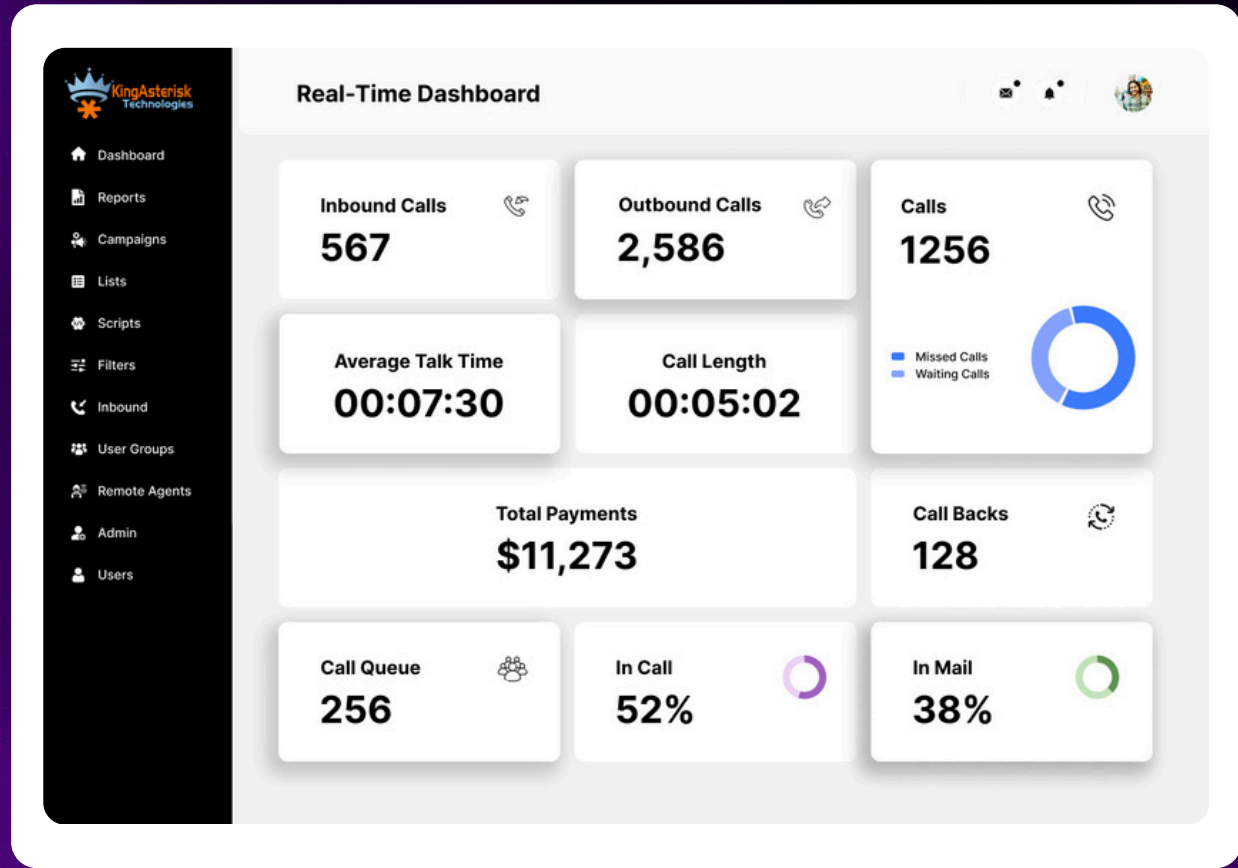 KingAsterisk
Technologies
Dashboard
Reports
Campaigns
Lists
Scripts
Filters
Inbound
User Groups
Remote Agents
Admin
Users
Real-Time Dashboard
Inbound Calls
567
Outbound Calls
2,586
Calls
1256
Missed Calls
Waiting Calls
Average Talk Time
00:07:30
Call Length
00:05:02
Total Payments
$11,273
Call Backs
128
Call Queue
256
In Call
52%
In Mail
38%